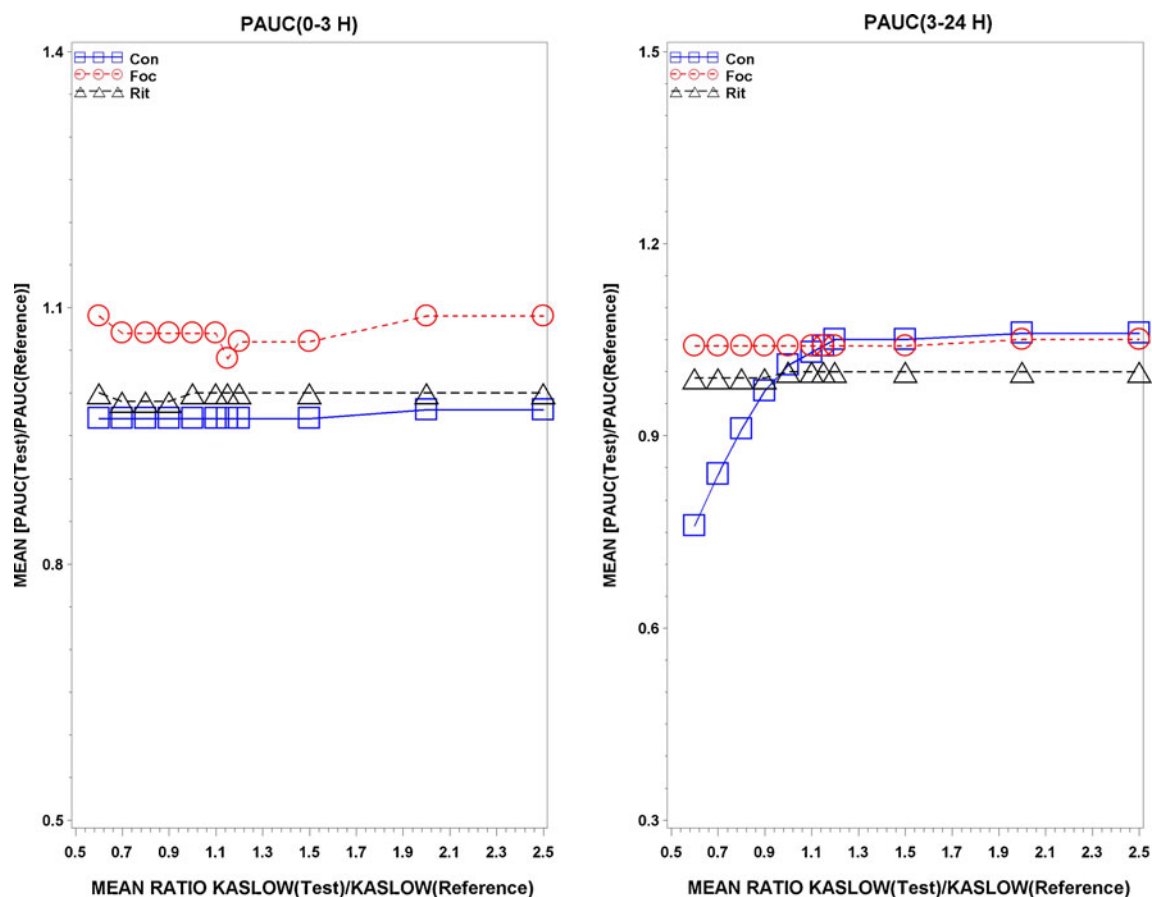 PAUC(0-3 H)
1.4
Con
Foc
Rit
1.1
0.8
0.5
MEAN [PAUC(Test)/PAUC(Reference)]
0.5 0.7 0.9 1.1 1.3 1.5 1.7 1.9 2.1 2.3 2.5
MEAN RATIO KASLOW(Test)/KASLOW(Reference)
PAUC(3-24 H)
1.5
Con
Foc
Rit
1.2
0.9
0.6
0.3
MEAN [PAUC(Test)/PAUC(Reference)]
0.5 0.7 0.9 1.1 1.3 1.5 1.7 1.9 2.1 2.3 2.5
MEAN RATIO KASLOW(Test)/KASLOW(Reference)